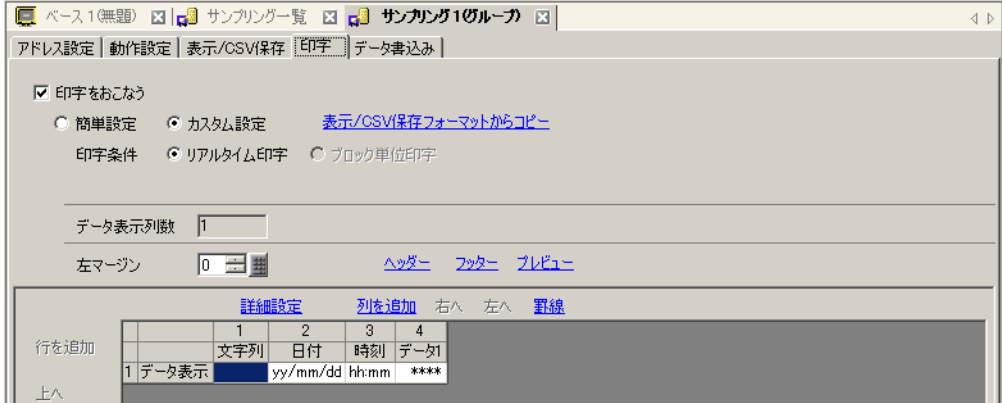 ベース1(無題) サンプリング一覧 サンプリング1(グループ)
アドレス設定 動作設定 表示/CSV保存 印字 データ書込み
印字をおこなう
簡単設定 カスタム設定 表示/CSV保存フォーマットからコピー
印字条件 リアルタイム印字 ブロック単位印字
データ表示列数 1
左マージン 0 ヘッダー フッター プレビュー
詳細設定 列を追加 右へ 左へ 罫線
1 2 3 4
行を追加 文字列 日付 時刻 データ1
1 データ表示 yy/mm/dd hh:mm ****
上へ